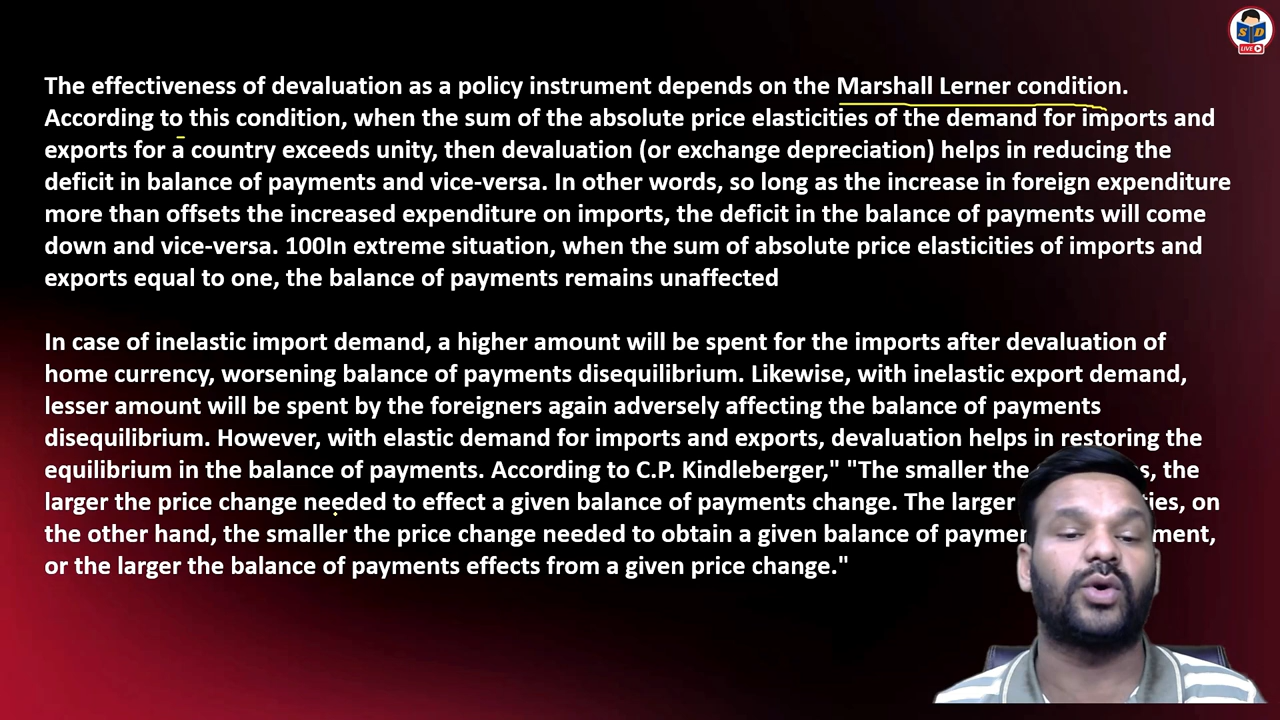 S D
LIVE
The effectiveness of devaluation as a policy instrument depends on the Marshall Lerner condition.
According to this condition, when the sum of the absolute price elasticities of the demand for imports and
exports for a country exceeds unity, then devaluation (or exchange depreciation) helps in reducing the
deficit in balance of payments and vice-versa. In other words, so long as the increase in foreign expenditure
more than offsets the increased expenditure on imports, the deficit in the balance of payments will come
down and vice-versa. 100In extreme situation, when the sum of absolute price elasticities of imports and
exports equal to one, the balance of payments remains unaffected
In case of inelastic import demand, a higher amount will be spent for the imports after devaluation of
home currency, worsening balance of payments disequilibrium. Likewise, with inelastic export demand,
lesser amount will be spent by the foreigners again adversely affecting the balance of payments
disequilibrium. However, with elastic demand for imports and exports, devaluation helps in restoring the
equilibrium in the balance of payments. According to C.P. Kindleberger," "The smaller the the
larger the price change needed to effect a given balance of payments change. The larger on
the other hand, the smaller the price change needed to obtain a given balance of
or the larger the balance of payments effects from a given price change."